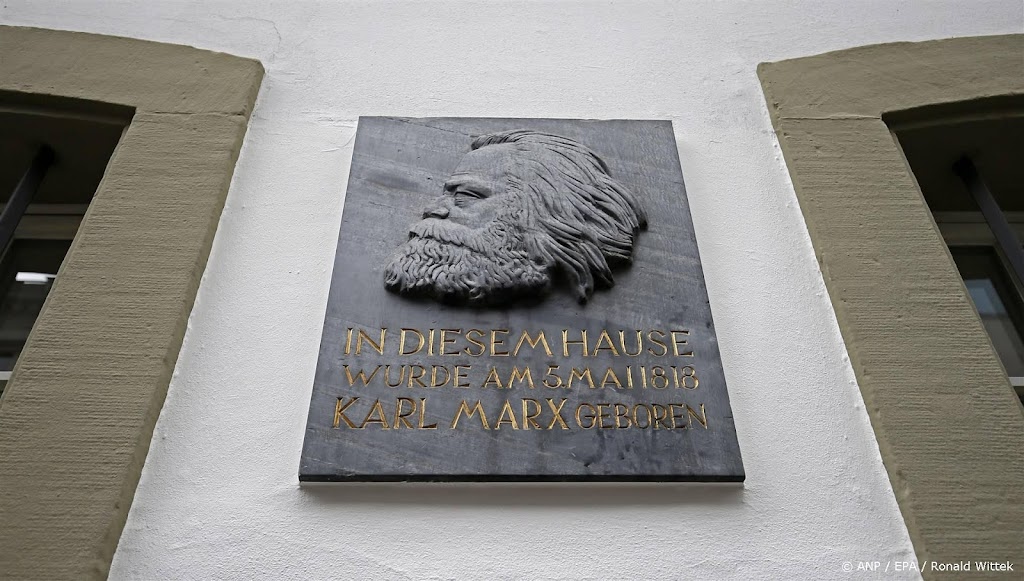 IN DIESEM HAUSE
WURDE AM 5. MAI 1818
KARL MARX GEBOREN
© ANP / EPA / Ronald Wittek